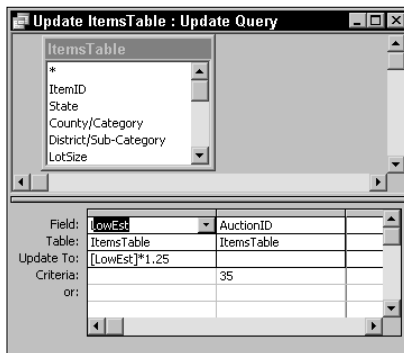 Update ItemsTable : Update Query
ItemsTable
*
ItemID
State
County/Category
District/Sub-Category
LotSize
Field: LowEst AuctionID
Table: ItemsTable ItemsTable
Update To: [LowEst]*1.25
Criteria: 35
or: